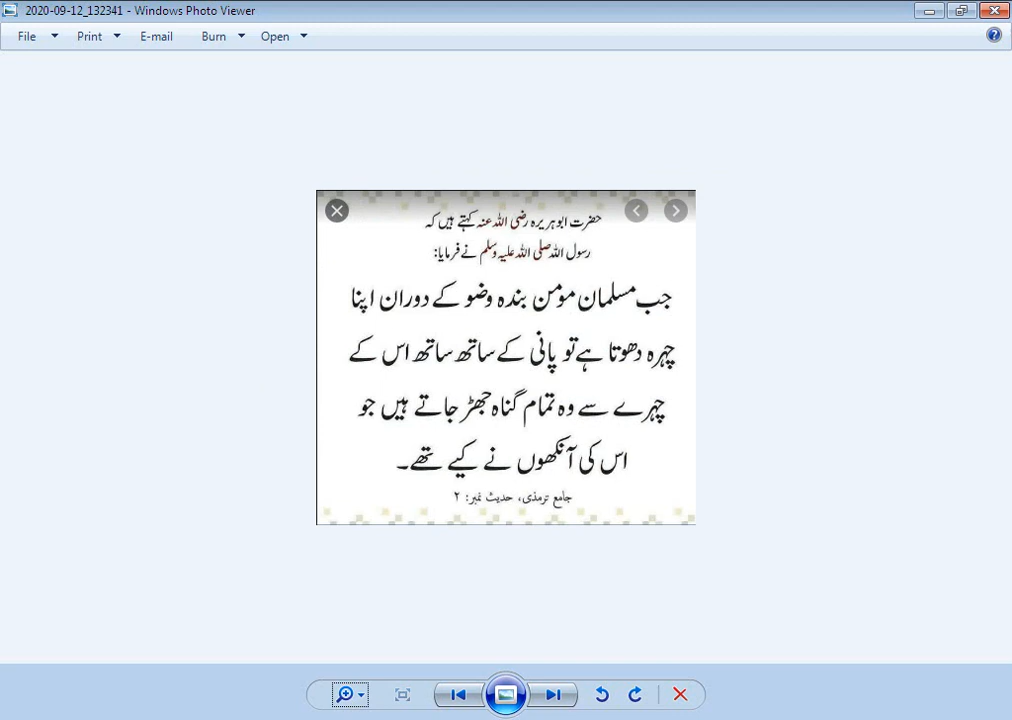 2020-09-12_132341 - Windows Photo Viewer
File Print E-mail Burn Open
حضرت ابوہریرہ رضی اللہ عنہ کہتے ہیں کہ
رسول اللہ صلی اللہ علیہ وسلم نے فرمایا:
جب مسلمان مومن بندہ وضو کے دوران اپنا
چہرہ دھوتا ہے تو پانی کے ساتھ ساتھ اس کے
چہرے سے وہ تمام گناہ جھڑ جاتے ہیں جو
اس کی آنکھوں نے کیے تھے۔
جامع ترمذی، حدیث نمبر: ۲